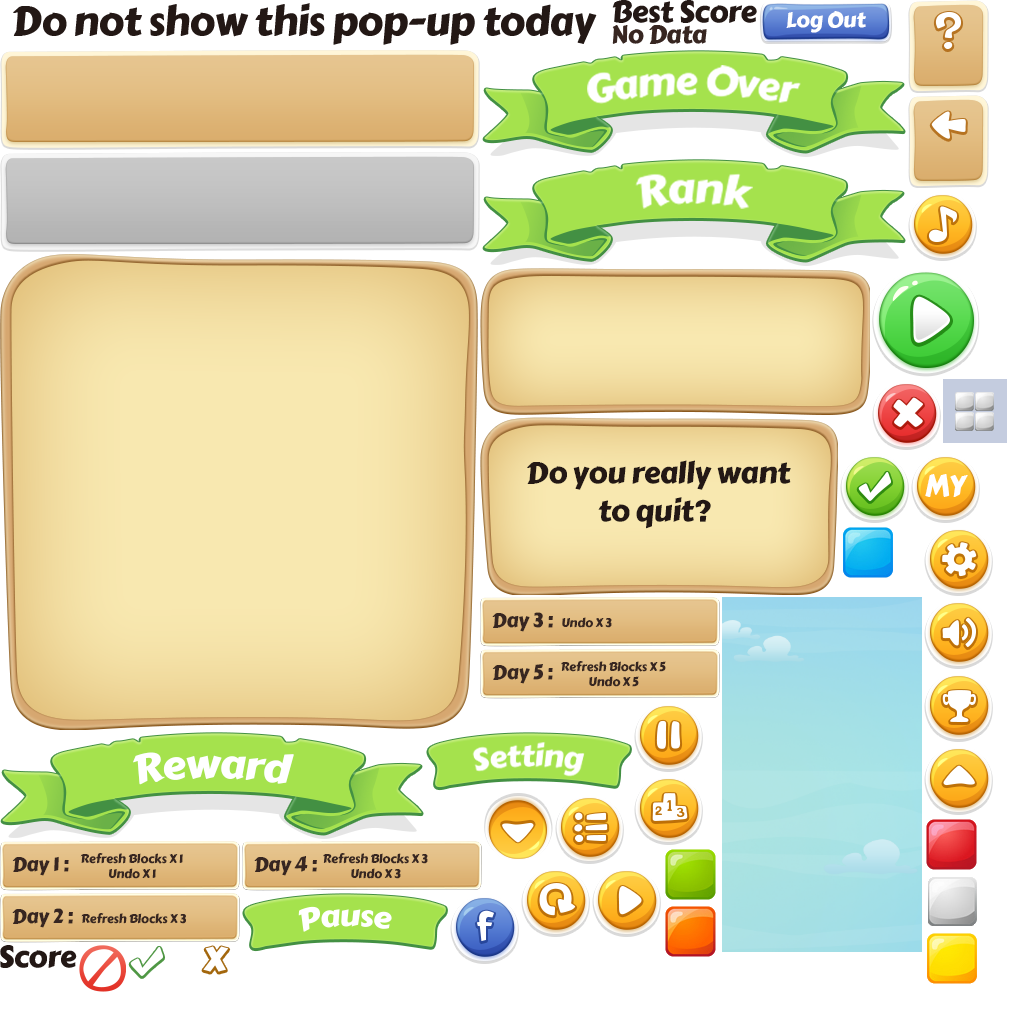 Do not show this pop-up today
Best Score
No Data
Log Out
?
Game Over
Rank
Do you really want
to quit?
MY
Day 3 : Undo X 3
Day 5 : Refresh Blocks X 5
Undo X 5
Reward
Setting
2 1 3
Day 1 : Refresh Blocks X 1
Undo X 1
Day 4 : Refresh Blocks X 3
Undo X 3
Day 2 : Refresh Blocks X 3
Pause
f
Score
X